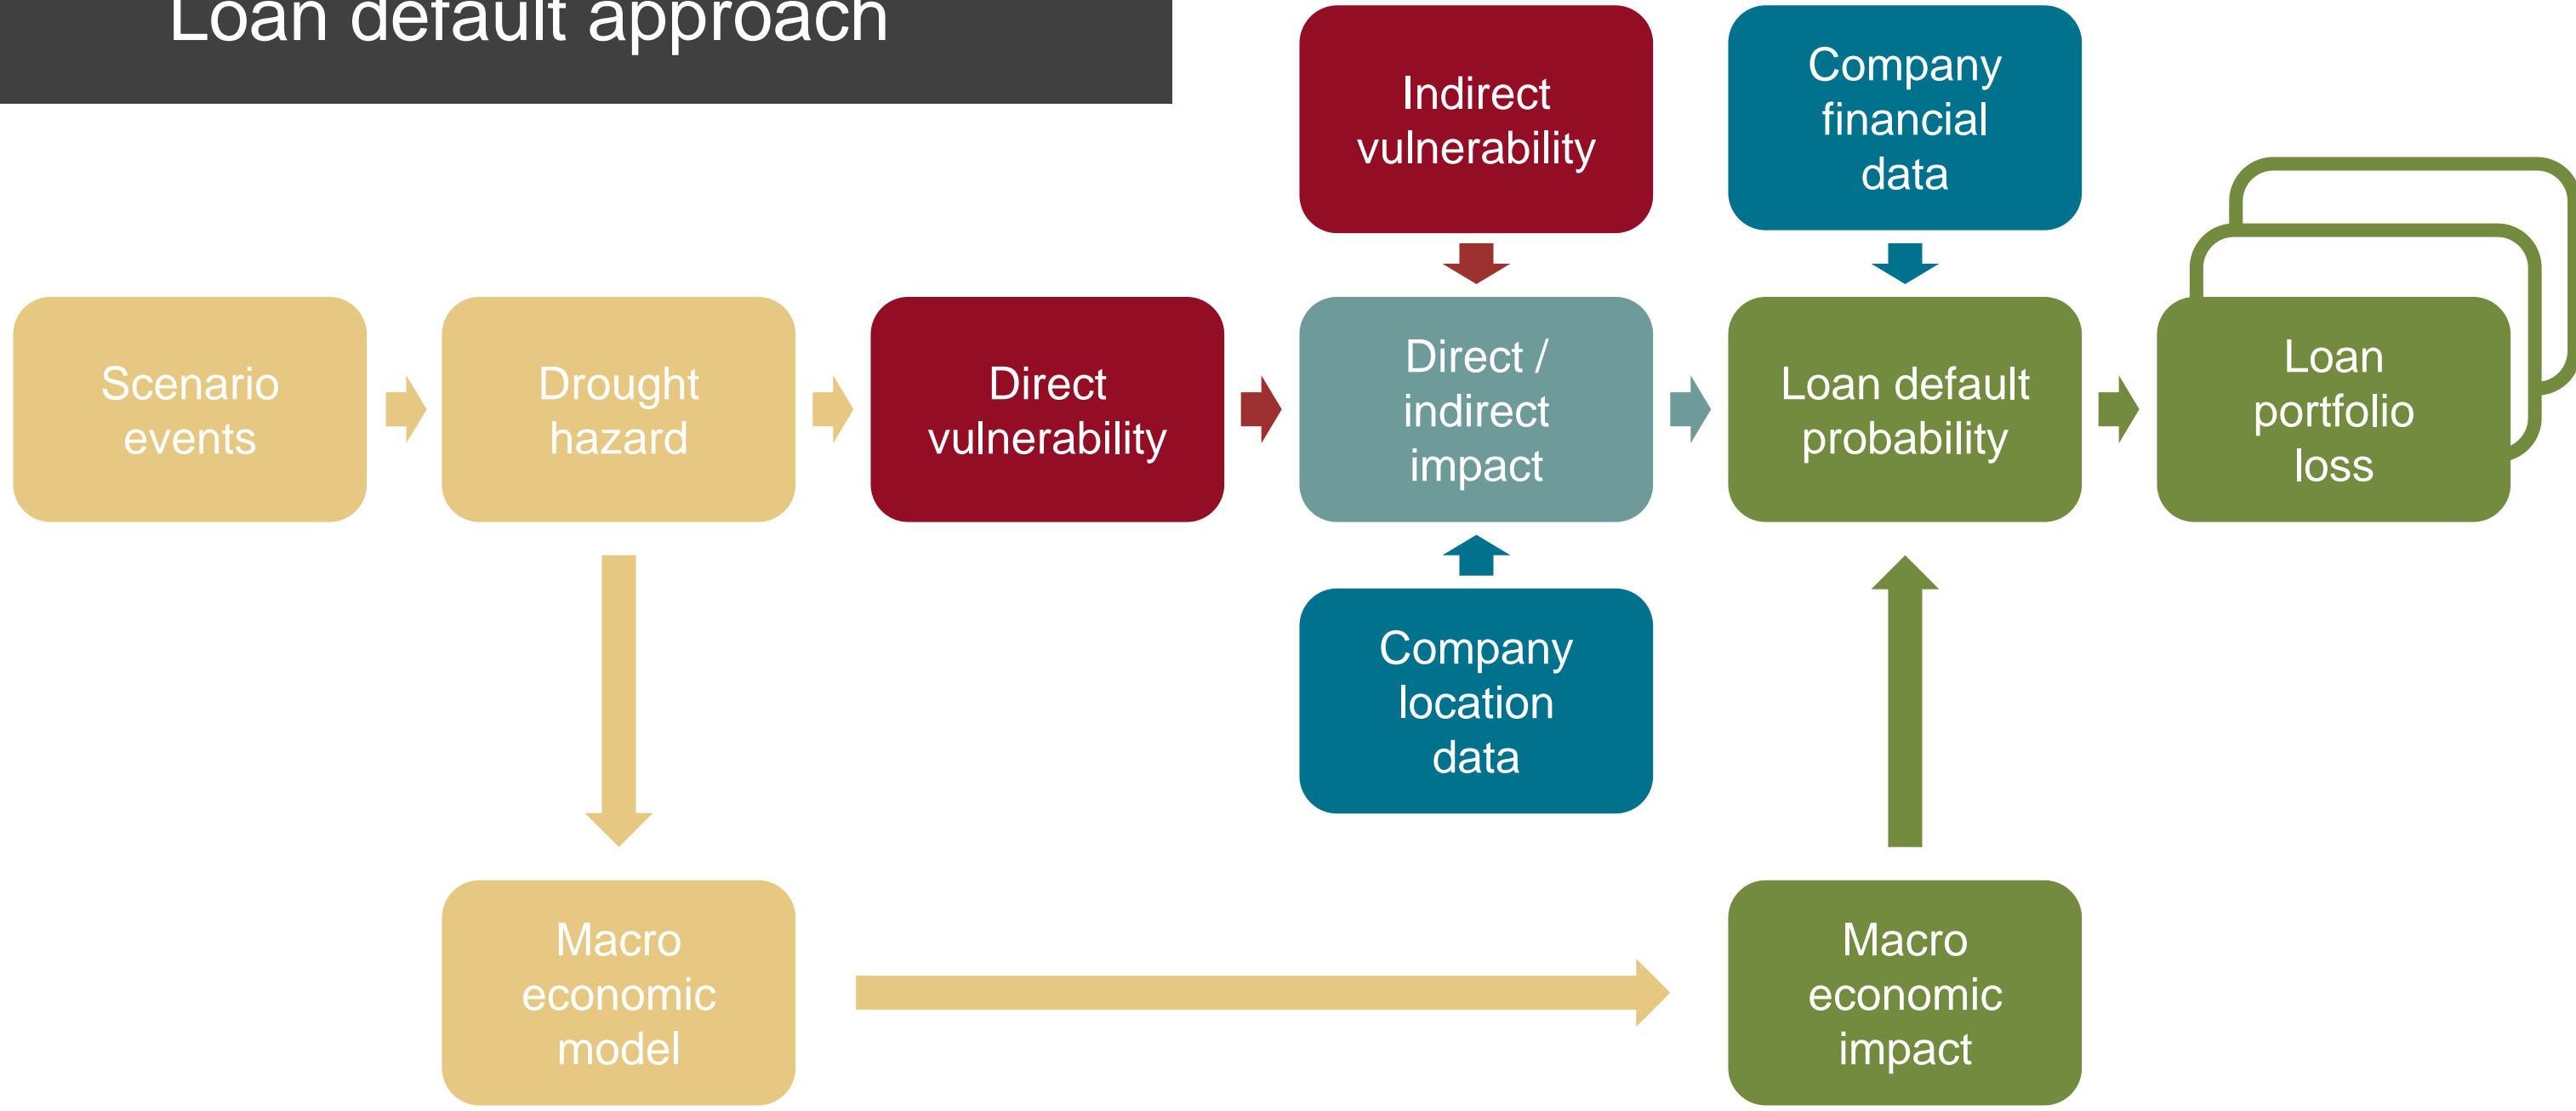 Loan default approach
Indirect
vulnerability
Company
financial
data
Scenario
events
Drought
hazard
Direct
vulnerability
Direct /
indirect
impact
Loan default
probability
Loan
portfolio
loss
Company
location
data
Macro
economic
model
Macro
economic
impact